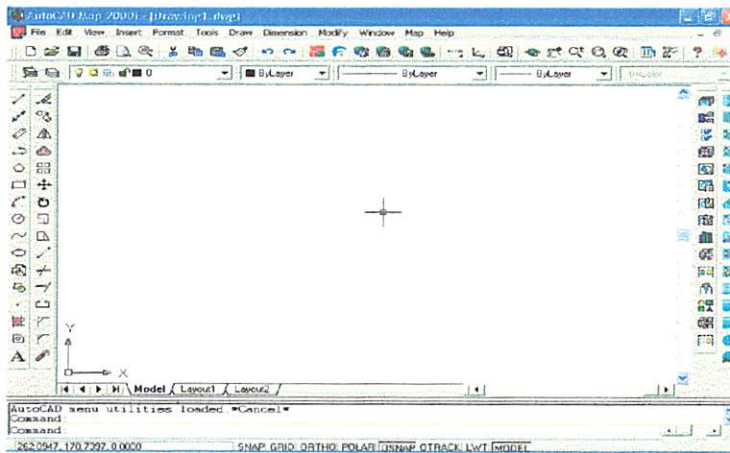 AutoCAD Map 2000i - [Drawing1.dwg]
File Edit View Insert Format Tools Draw Dimension Modify Window Map Help
0 ByLayer ByLayer ByLayer ByColor
A
Y
X
Model Layout1 Layout2
AutoCAD menu utilities loaded.*Cancel*
Command:
Command:
262.0947, 170.7397, 0.0000 SNAP GRID ORTHO POLAR OSNAP OTRACK LWT MODEL